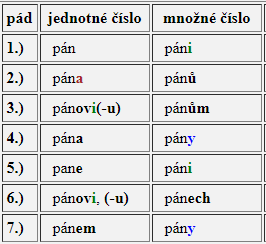 pád jednotné číslo množné číslo
1.) pán páni
2.) pána pánů
3.) pánovi(-u) pánům
4.) pána pány
5.) pane páni
6.) pánovi, (-u) pánech
7.) pánem pány